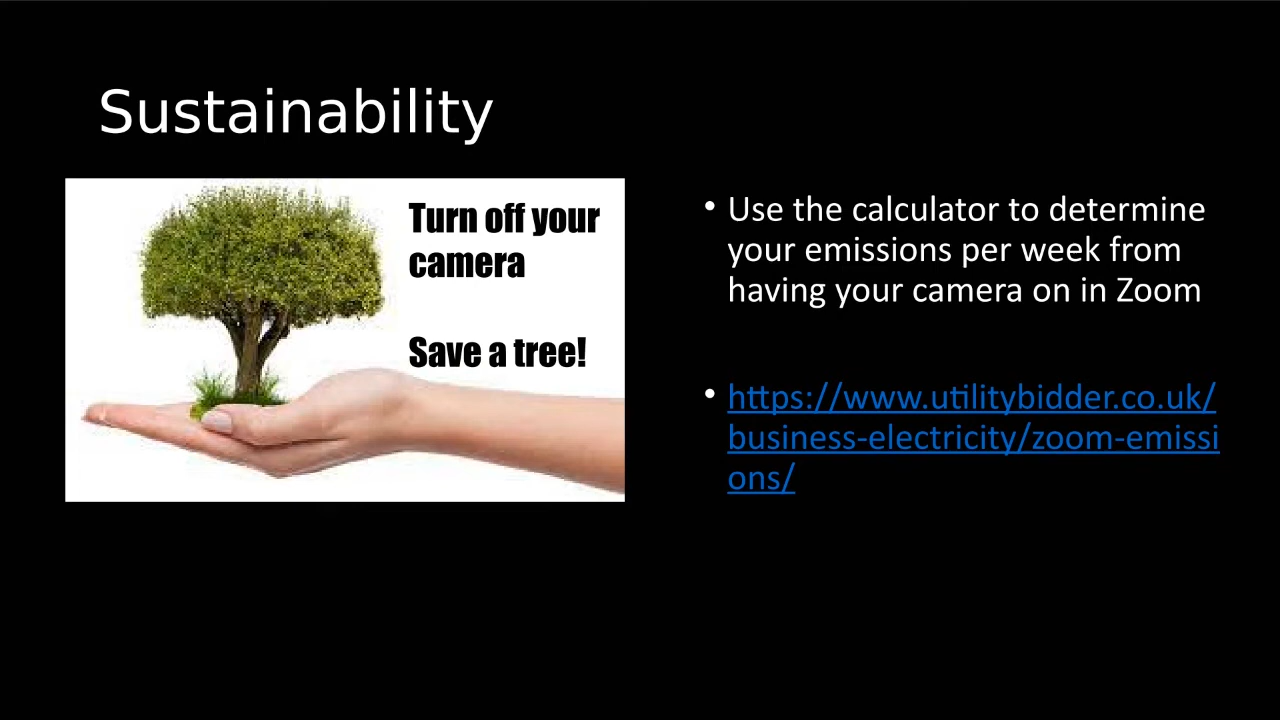 Sustainability
Turn off your
camera
Save a tree!
• Use the calculator to determine
your emissions per week from
having your camera on in Zoom
• https://www.utilitybidder.co.uk/
business-electricity/zoom-emissi
ons/